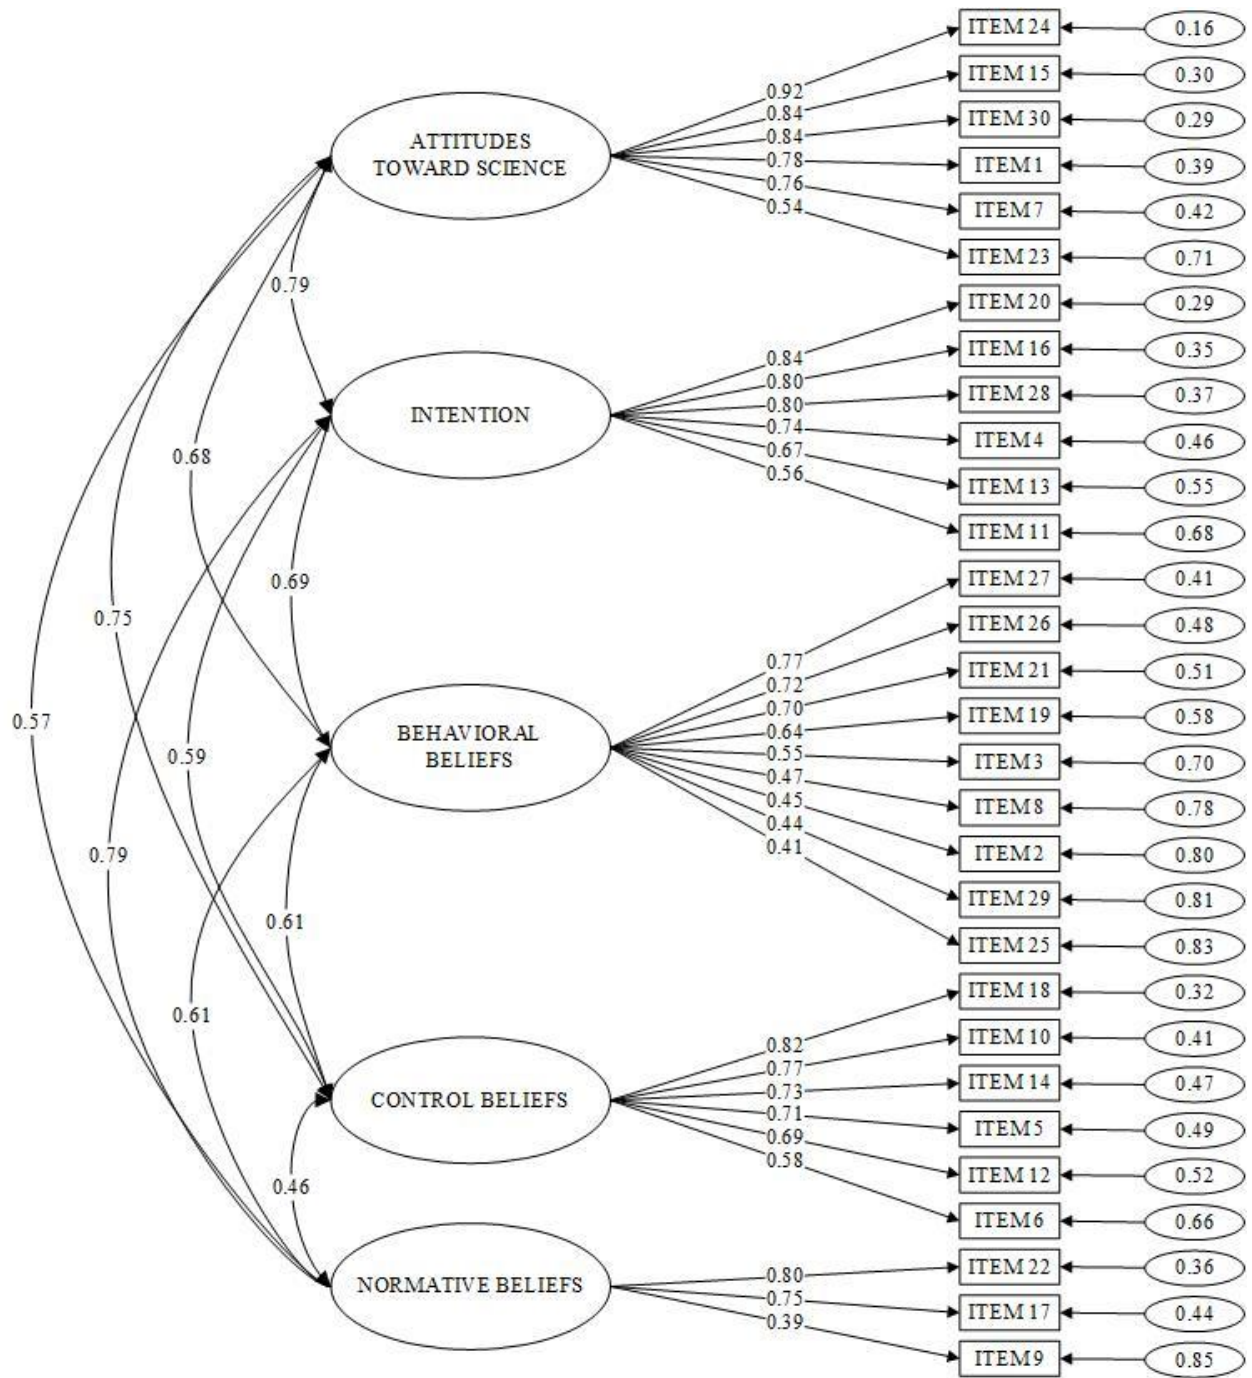 ITEM 24 0.16
0.92
ITEM 15 0.30
0.84
ITEM 30 0.29
0.84
ATTITUDES
TOWARD SCIENCE
0.78
ITEM 1 0.39
0.76
ITEM 7 0.42
0.54
ITEM 23 0.71
0.79
ITEM 20 0.29
0.84
ITEM 16 0.35
0.80
ITEM 28 0.37
0.80
INTENTION
0.74
ITEM 4 0.46
0.67
ITEM 13 0.55
0.56
ITEM 11 0.68
0.68
0.69
ITEM 27 0.41
0.75
ITEM 26 0.48
0.77
ITEM 21 0.51
0.72
0.70
ITEM 19 0.58
0.57
BEHAVIORAL
BELIEFS
0.64
0.55
ITEM 3 0.70
0.59
0.47
ITEM 8 0.78
0.45
0.44
0.41
ITEM 2 0.80
0.79
ITEM 29 0.81
0.61
ITEM 25 0.83
0.61
ITEM 18 0.32
0.82
ITEM 10 0.41
0.77
ITEM 14 0.47
0.73
CONTROL BELIEFS
0.71
ITEM 5 0.49
0.69
ITEM 12 0.52
0.58
0.46
ITEM 6 0.66
ITEM 22 0.36
0.80
NORMATIVE BELIEFS
0.75
ITEM 17 0.44
0.39
ITEM 9 0.85